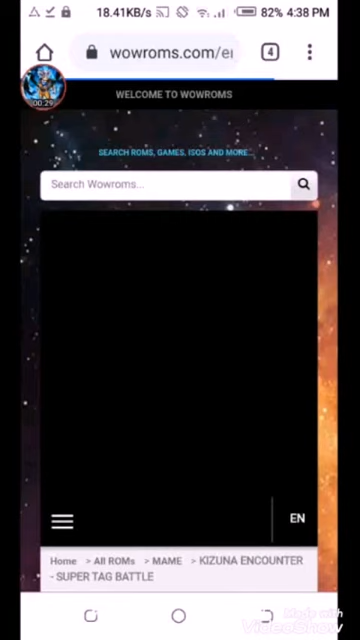 18.41KB/s 82% 4:38 PM
wowroms.com/en
4
00:29
WELCOME TO WOWROMS
SEARCH ROMS, GAMES, ISOS AND MORE...
Search Wowroms...
EN
Home > All ROMs > MAME > KIZUNA ENCOUNTER
- SUPER TAG BATTLE
Made with
VideoShow